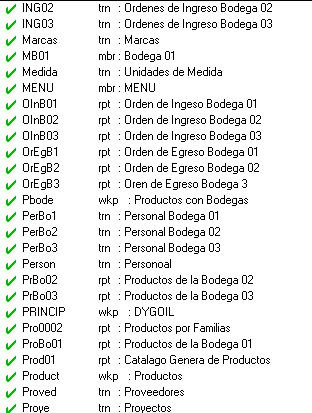 ING02 trn : Ordenes de Ingreso Bodega 02
ING03 trn : Ordenes de Ingreso Bodega 03
Marcas trn : Marcas
MB01 mbr : Bodega 01
Medida trn : Unidades de Medida
MENU mbr : MENU
OInB01 rpt : Orden de Ingeso Bodega 01
OInB02 rpt : Orden de Ingreso Bodega 02
OInB03 rpt : Orden de Ingreso Bodega 03
OrEgB1 rpt : Orden de Egreso Bodega 01
OrEgB2 rpt : Orden de Egreso Bodega 02
OrEgB3 rpt : Oren de Egreso Bodega 3
Pbode wkp : Productos con Bodegas
PerBo1 trn : Personal Bodega 01
PerBo2 trn : Personal Bodega 02
PerBo3 trn : Personal Bodega 03
Person trn : Personoal
PrBo02 rpt : Productos de la Bodega 02
PrBo03 rpt : Productos de la Bodega 03
PRINCIP wkp : DYGOIL
Pro0002 rpt : Productos por Familias
ProBo01 rpt : Productos de la Bodega 01
Prod01 rpt : Catalago Genera de Productos
Product wkp : Productos
Proved trn : Proveedores
Proye trn : Proyectos